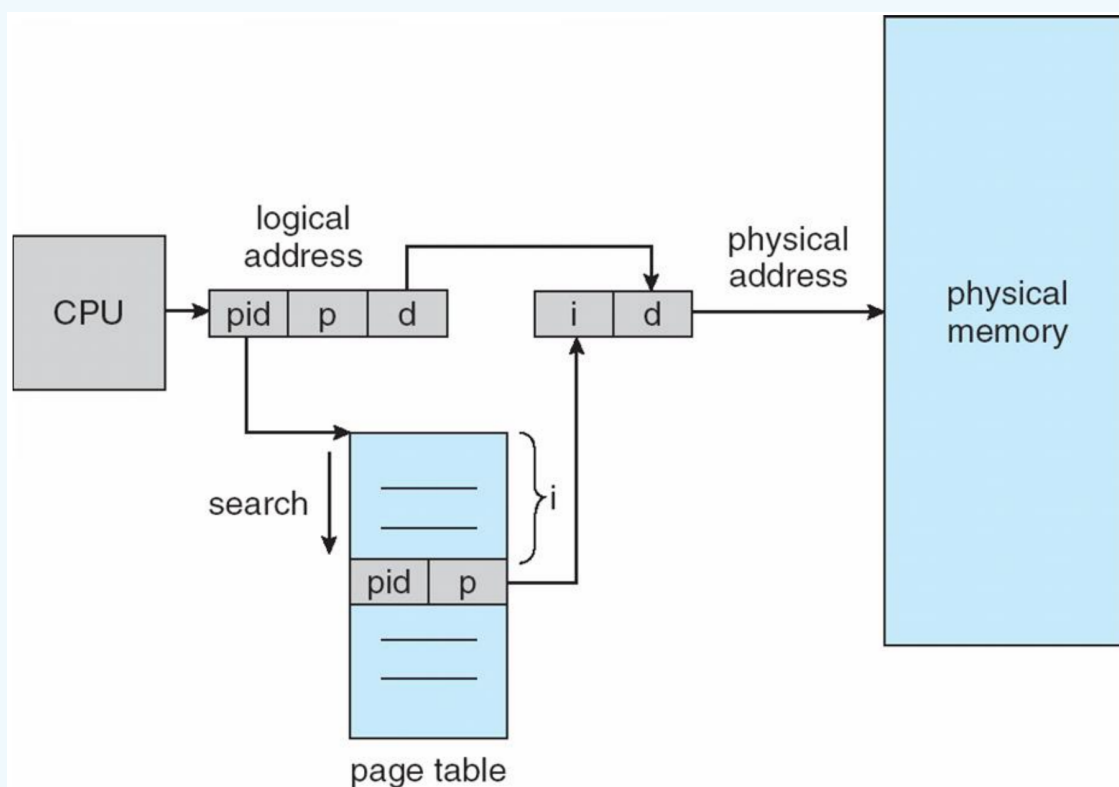 logical
address
physical
address
CPU
pid p d
i d
physical
memory
search
i
pid p
page table